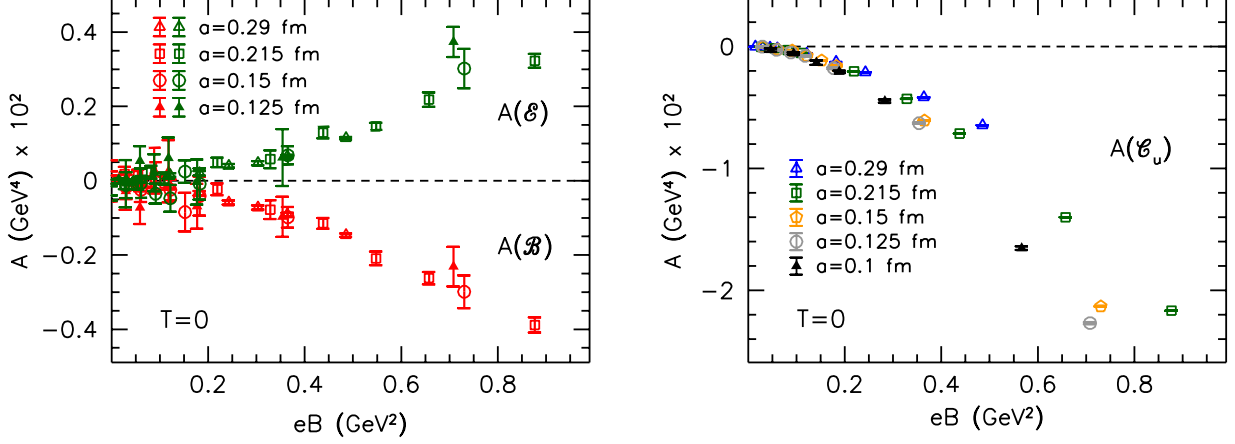 0.4
0.2
0
−0.2
−0.4
A (GeV⁴) × 10²
a=0.29 fm
a=0.215 fm
a=0.15 fm
a=0.125 fm
A(ℰ)
A(ℬ)
T=0
0.2 0.4 0.6 0.8
eB (GeV²)
0
−1
−2
A (GeV⁴) × 10²
A(𝒞ᵤ)
a=0.29 fm
a=0.215 fm
a=0.15 fm
a=0.125 fm
a=0.1 fm
T=0
0.2 0.4 0.6 0.8
eB (GeV²)